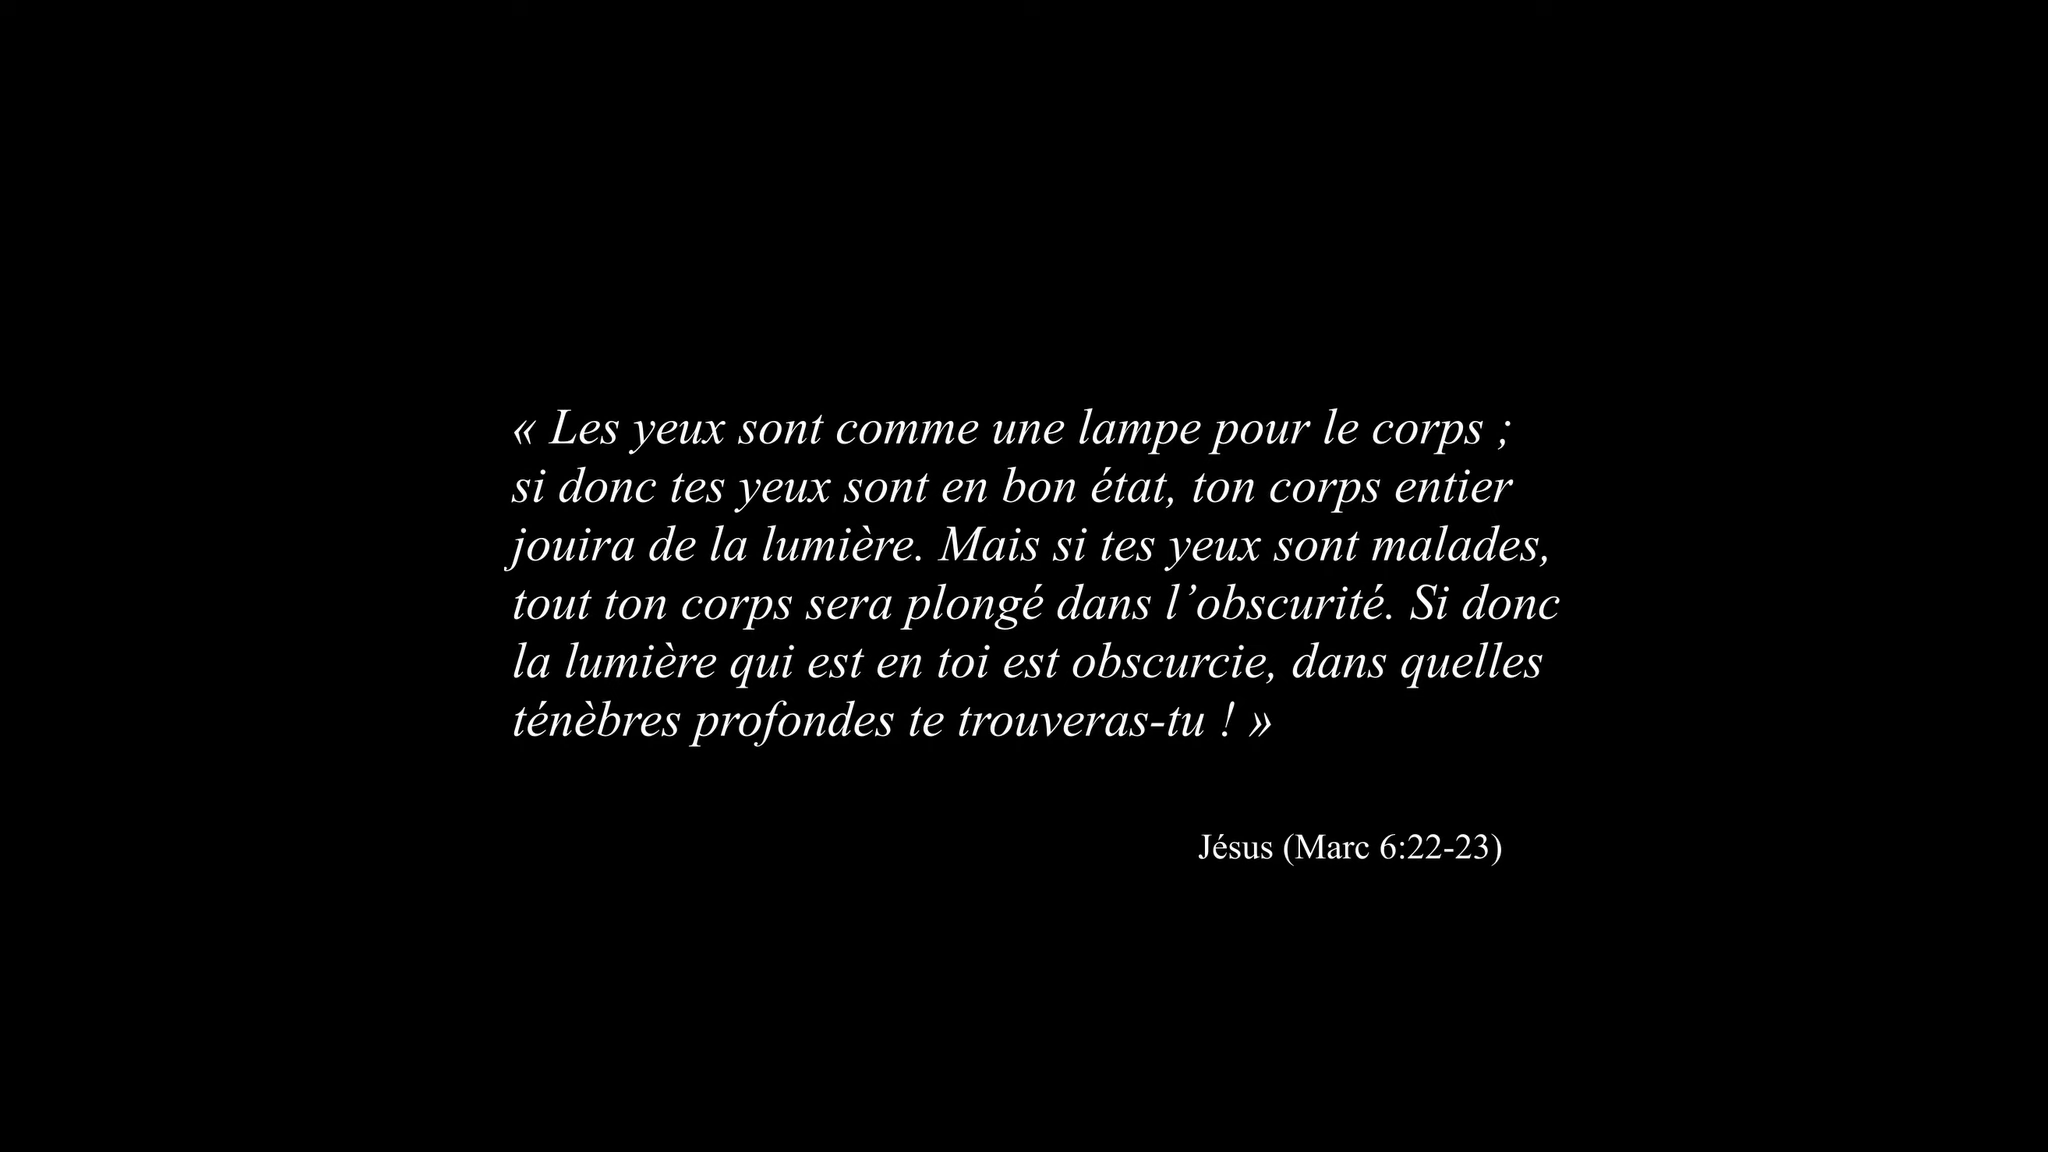 « Les yeux sont comme une lampe pour le corps ;
si donc tes yeux sont en bon état, ton corps entier
jouira de la lumière. Mais si tes yeux sont malades,
tout ton corps sera plongé dans l’obscurité. Si donc
la lumière qui est en toi est obscurcie, dans quelles
ténèbres profondes te trouveras-tu ! »
Jésus (Marc 6:22-23)